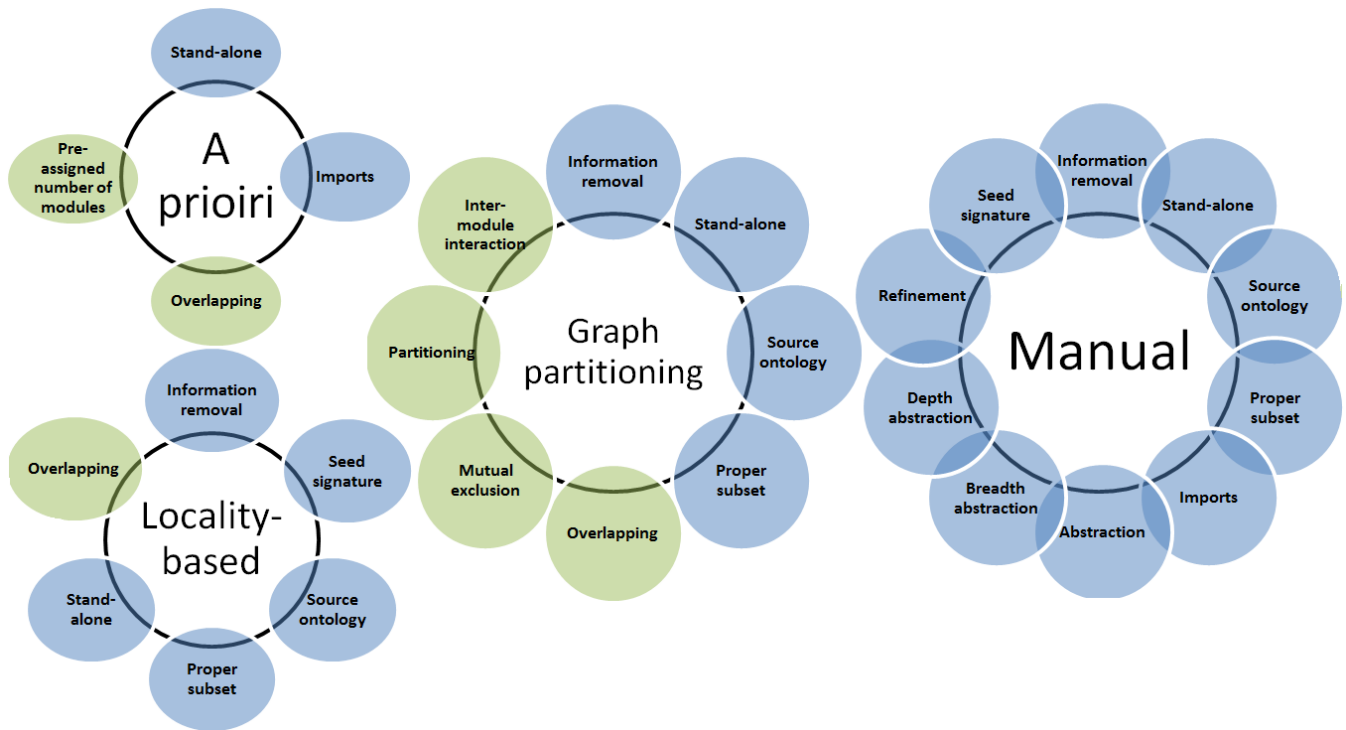 Stand-alone
Pre-
assigned
number of
modules
A
prioiri
Imports
Overlapping
Information
removal
Overlapping
Seed
signature
Locality-
based
Stand-
alone
Source
ontology
Proper
subset
Information
removal
Inter-
module
interaction
Stand-alone
Partitioning
Graph
partitioning
Source
ontology
Mutual
exclusion
Proper
subset
Overlapping
Information
removal
Seed
signature
Stand-alone
Refinement
Source
ontology
Manual
Depth
abstraction
Proper
subset
Breadth
abstraction
Imports
Abstraction